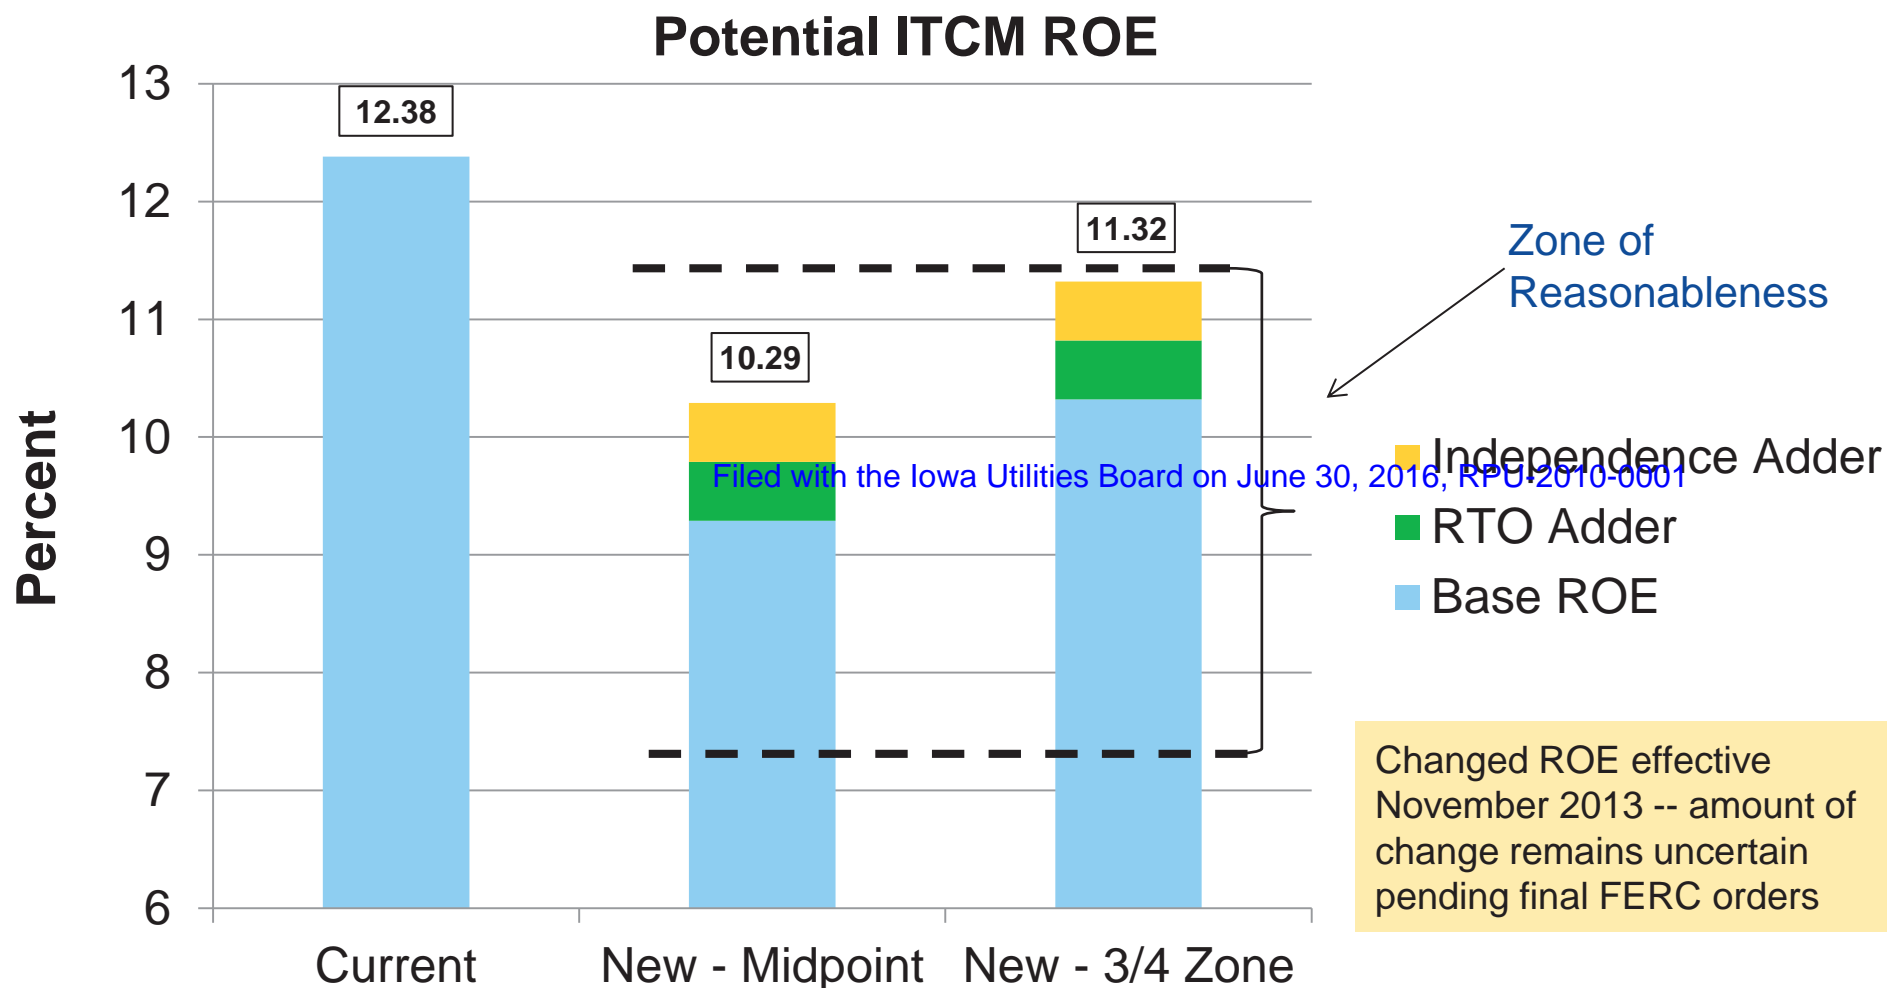 Potential ITCM ROE
Percent
13
12
11
10
9
8
7
6
12.38
10.29
11.32
Current
New - Midpoint
New - 3/4 Zone
Zone of
Reasonableness
Independence Adder
RTO Adder
Base ROE
Filed with the Iowa Utilities Board on June 30, 2016, RPU-2010-0001
Changed ROE effective
November 2013 -- amount of
change remains uncertain
pending final FERC orders